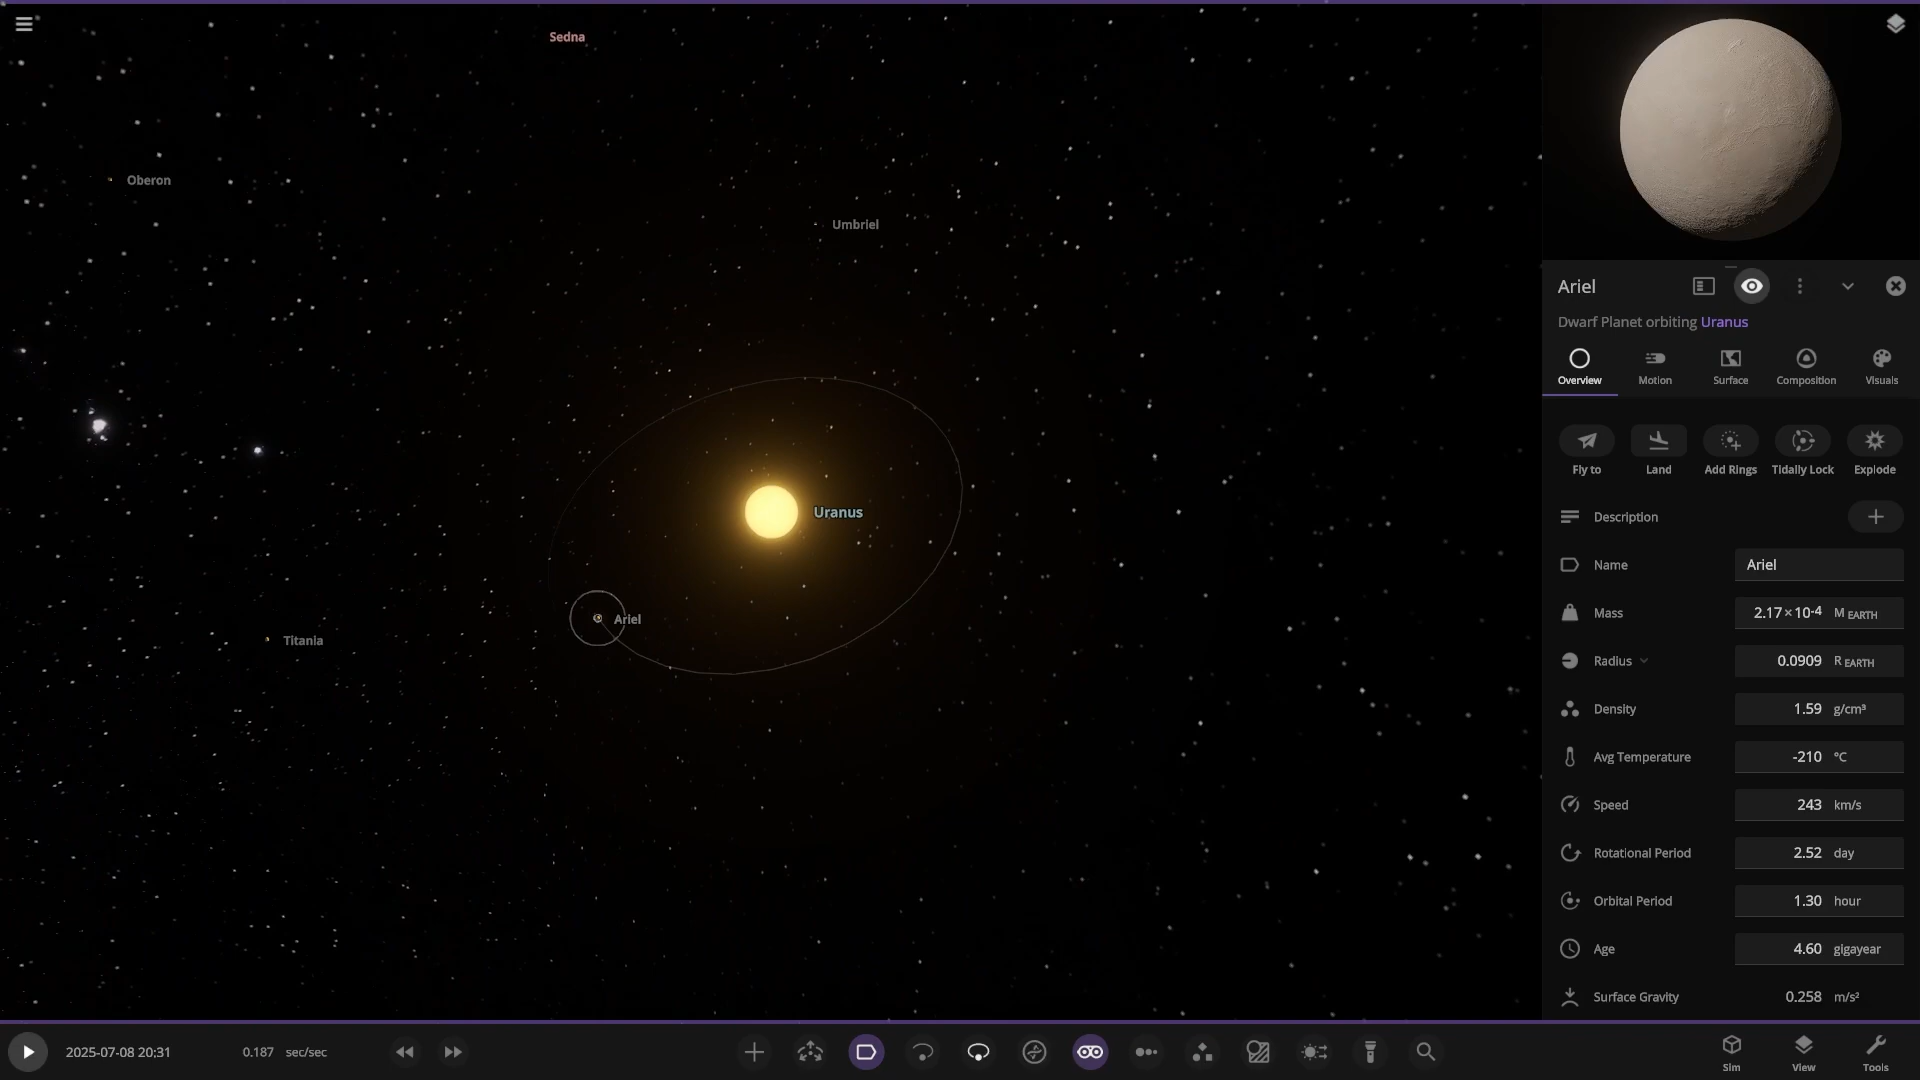 Sedna
Oberon
Umbriel
Uranus
Ariel
Titania
Ariel
Dwarf Planet orbiting Uranus
Overview Motion Surface Composition Visuals
Fly to Land Add Rings Tidally Lock Explode
Description
Name Ariel
Mass 2.17×10⁻⁴ M EARTH
Radius 0.0909 R EARTH
Density 1.59 g/cm³
Avg Temperature -210 °C
Speed 243 km/s
Rotational Period 2.52 day
Orbital Period 1.30 hour
Age 4.60 gigayear
Surface Gravity 0.258 m/s²
2025-07-08 20:31 0.187 sec/sec
Sim View Tools